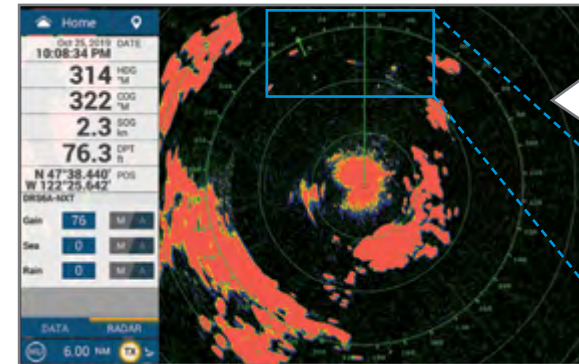 Home
Oct 25, 2019 DATE
10:08:34 PM
314 HDG °M
322 COG °M
2.3 SOG kn
76.3 DPT ft
N 47°38.440' POS
W 122°25.642'
DRS6A-NXT
Gain 76 M A
Sea 0 M A
Rain 0 M A
DATA RADAR
HU 6.00 NM TX